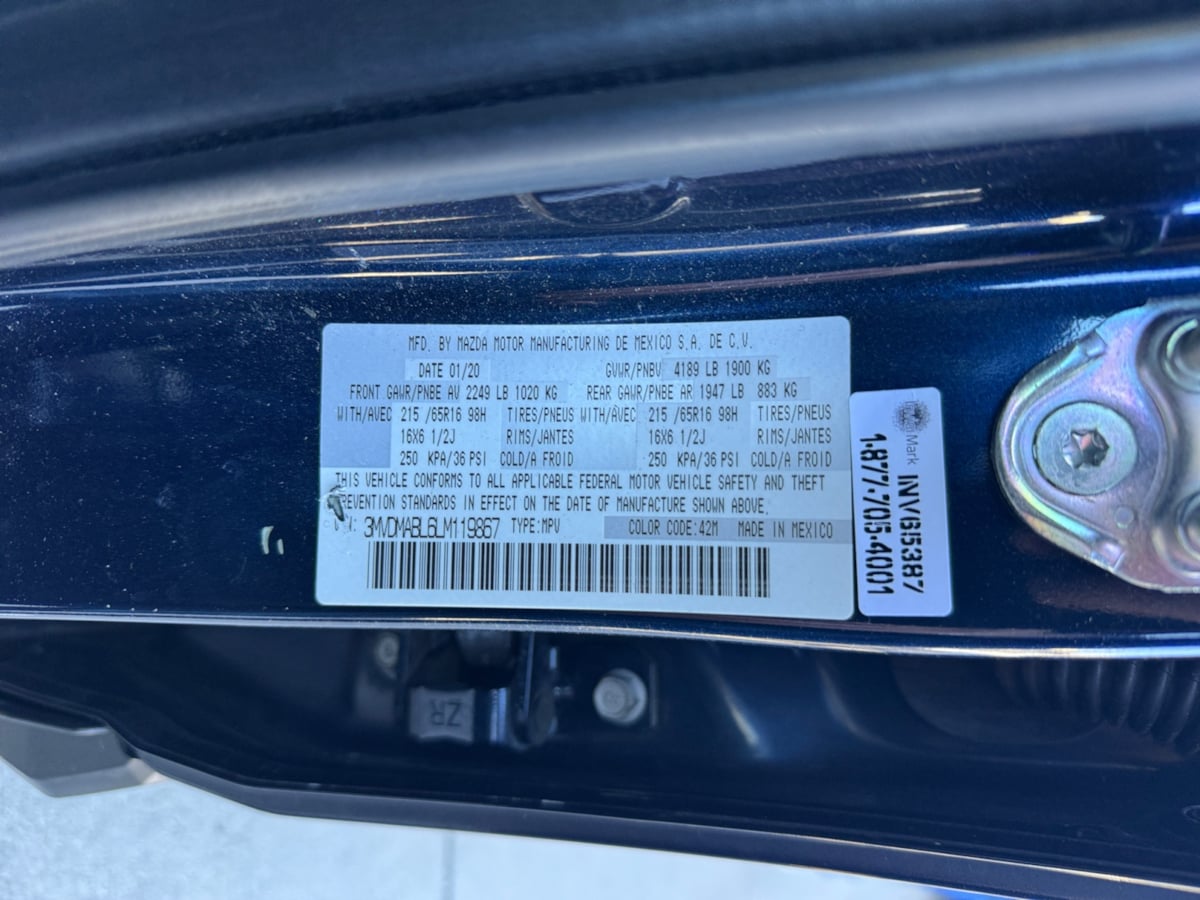 MFD. BY MAZDA MOTOR MANUFACTURING DE MEXICO S.A. DE C.V.
DATE 01/20 GVWR/PNBV 4189 LB 1900 KG
FRONT GAWR/PNBE AV 2249 LB 1020 KG REAR GAWR/PNBE AR 1947 LB 883 KG
WITH/AVEC 215 /65R16 98H TIRES/PNEUS WITH/AVEC 215 /65R16 98H TIRES/PNEUS
16X6 1/2J RIMS/JANTES 16X6 1/2J RIMS/JANTES
250 KPA/36 PSI COLD/A FROID 250 KPA/36 PSI COLD/A FROID
THIS VEHICLE CONFORMS TO ALL APPLICABLE FEDERAL MOTOR VEHICLE SAFETY AND THEFT
PREVENTION STANDARDS IN EFFECT ON THE DATE OF MANUFACTURE SHOWN ABOVE.
3MVDMABL6LM119867 TYPE:MPV COLOR CODE:42M MADE IN MEXICO
Mark
INV615387
1-877-705-4001
ZR